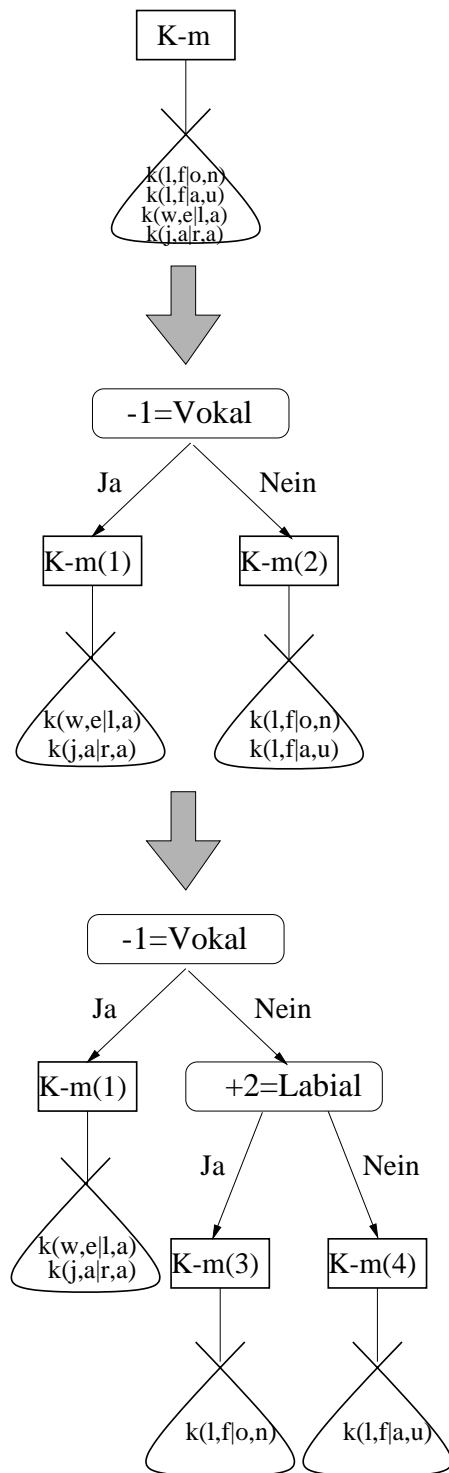 K-m
k(l,f|o,n)
k(l,f|a,u)
k(w,e|l,a)
k(j,a|r,a)
-1=Vokal
Ja Nein
K-m(1) K-m(2)
k(w,e|l,a) k(l,f|o,n)
k(j,a|r,a) k(l,f|a,u)
-1=Vokal
Ja Nein
K-m(1) +2=Labial
Ja Nein
k(w,e|l,a) K-m(3) K-m(4)
k(j,a|r,a)
k(l,f|o,n) k(l,f|a,u)